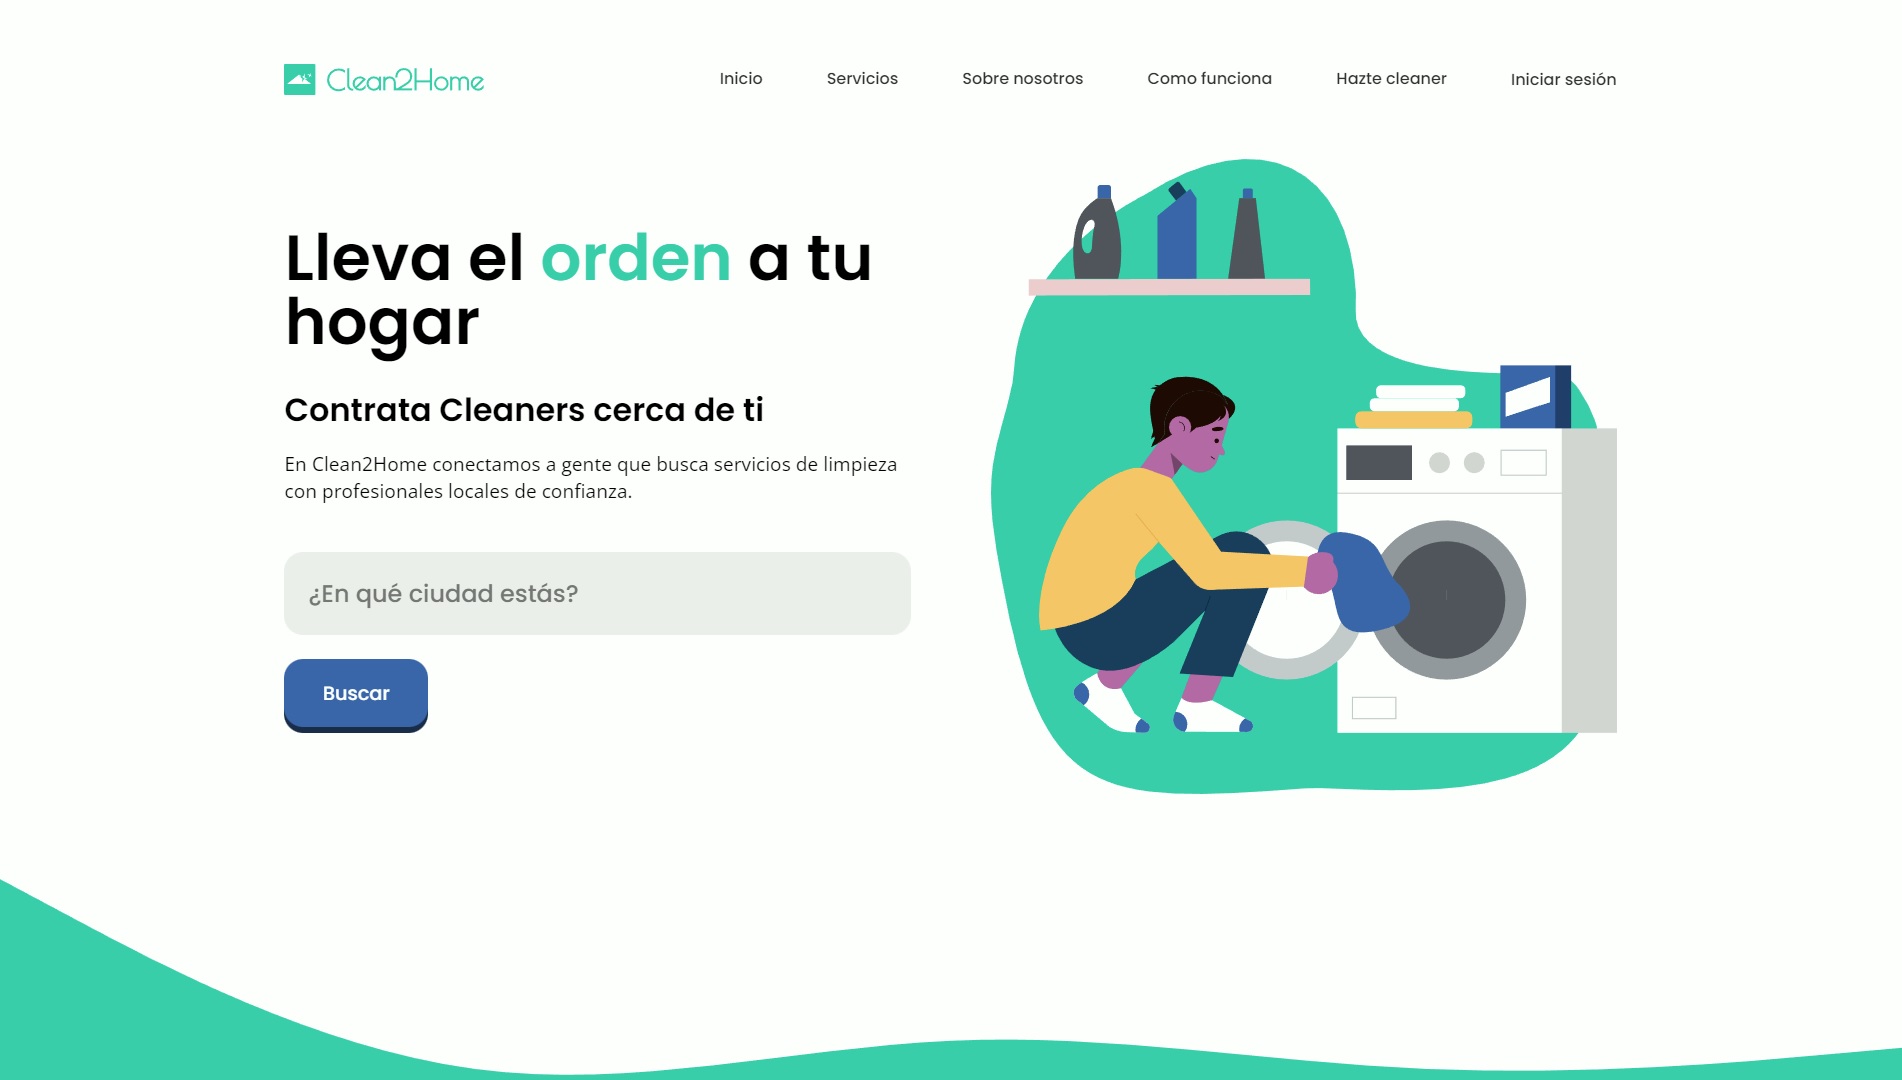 Clean2Home
Inicio
Servicios
Sobre nosotros
Como funciona
Hazte cleaner
Iniciar sesión
Lleva el orden a tu
hogar
Contrata Cleaners cerca de ti
En Clean2Home conectamos a gente que busca servicios de limpieza
con profesionales locales de confianza.
¿En qué ciudad estás?
Buscar